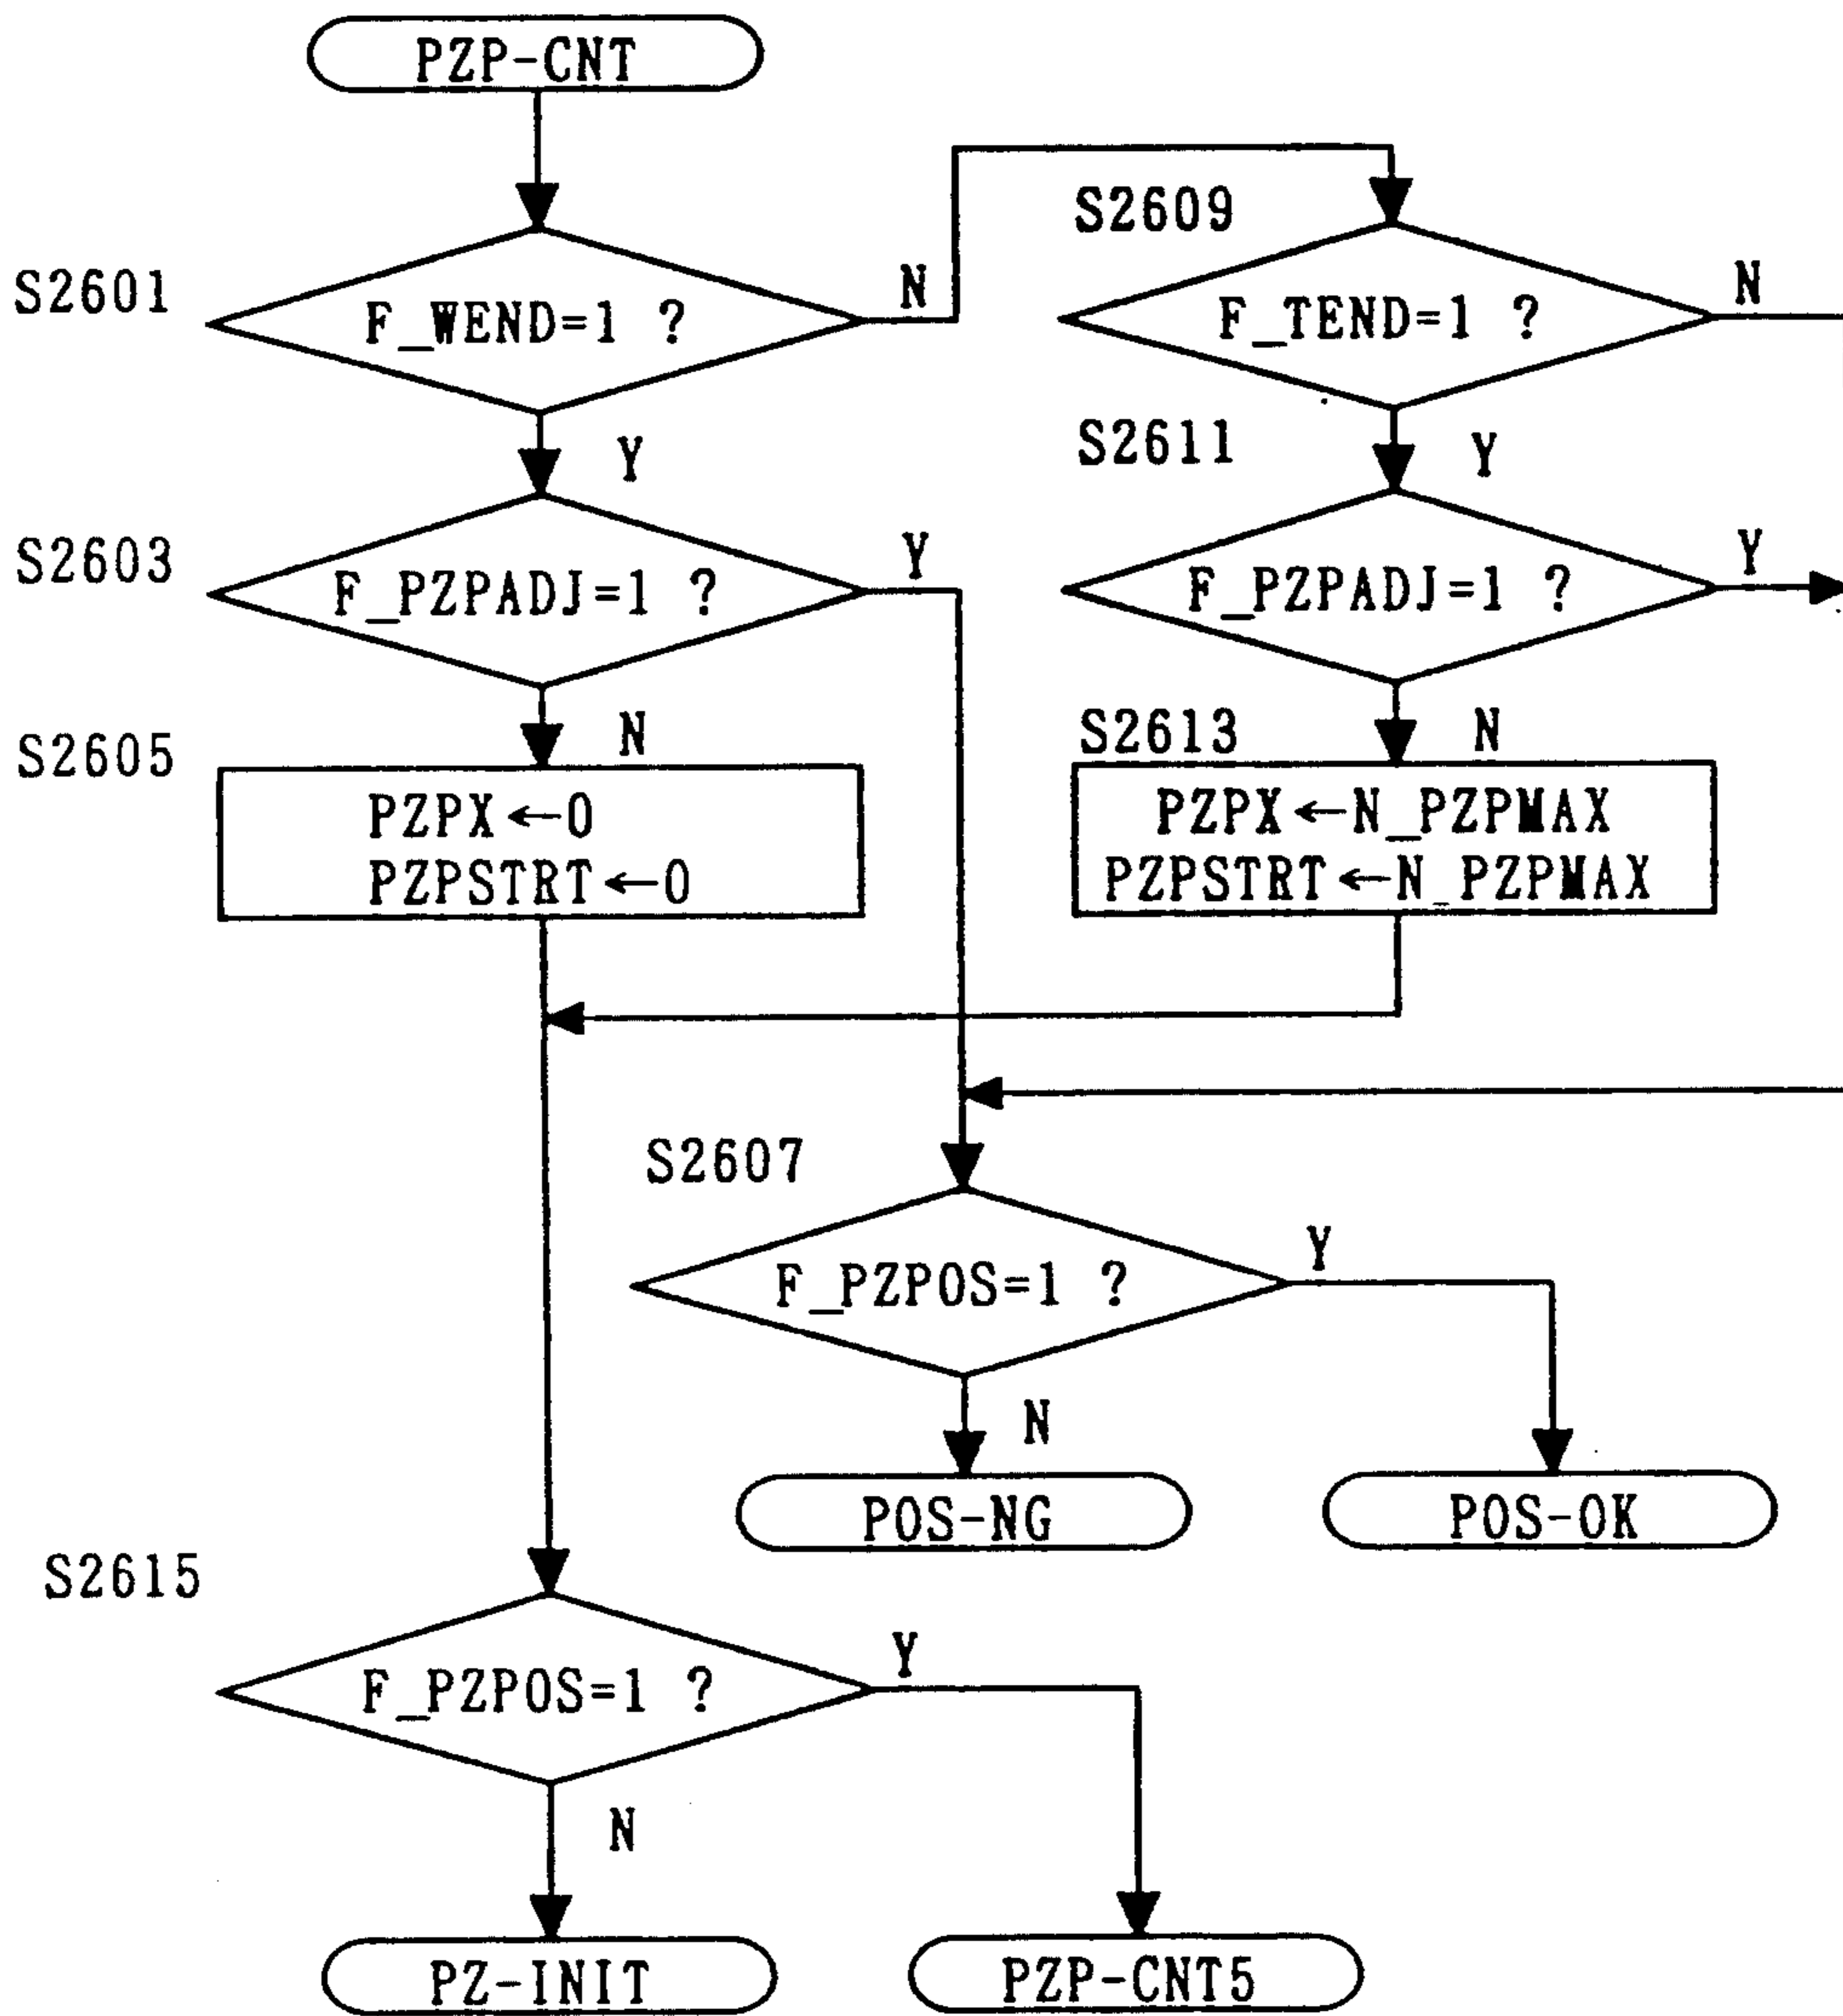 PZP-CNT
S2601
F_WEND=1 ?
N
Y
S2603
F_PZPADJ=1 ?
Y
N
S2605
PZPX←0
PZPSTRT←0
S2609
F_TEND=1 ?
N
Y
S2611
F_PZPADJ=1 ?
Y
N
S2613
PZPX←N_PZPMAX
PZPSTRT←N_PZPMAX
S2607
F_PZPOS=1 ?
Y
N
POS-NG
POS-OK
S2615
F_PZPOS=1 ?
Y
N
PZ-INIT
PZP-CNT5